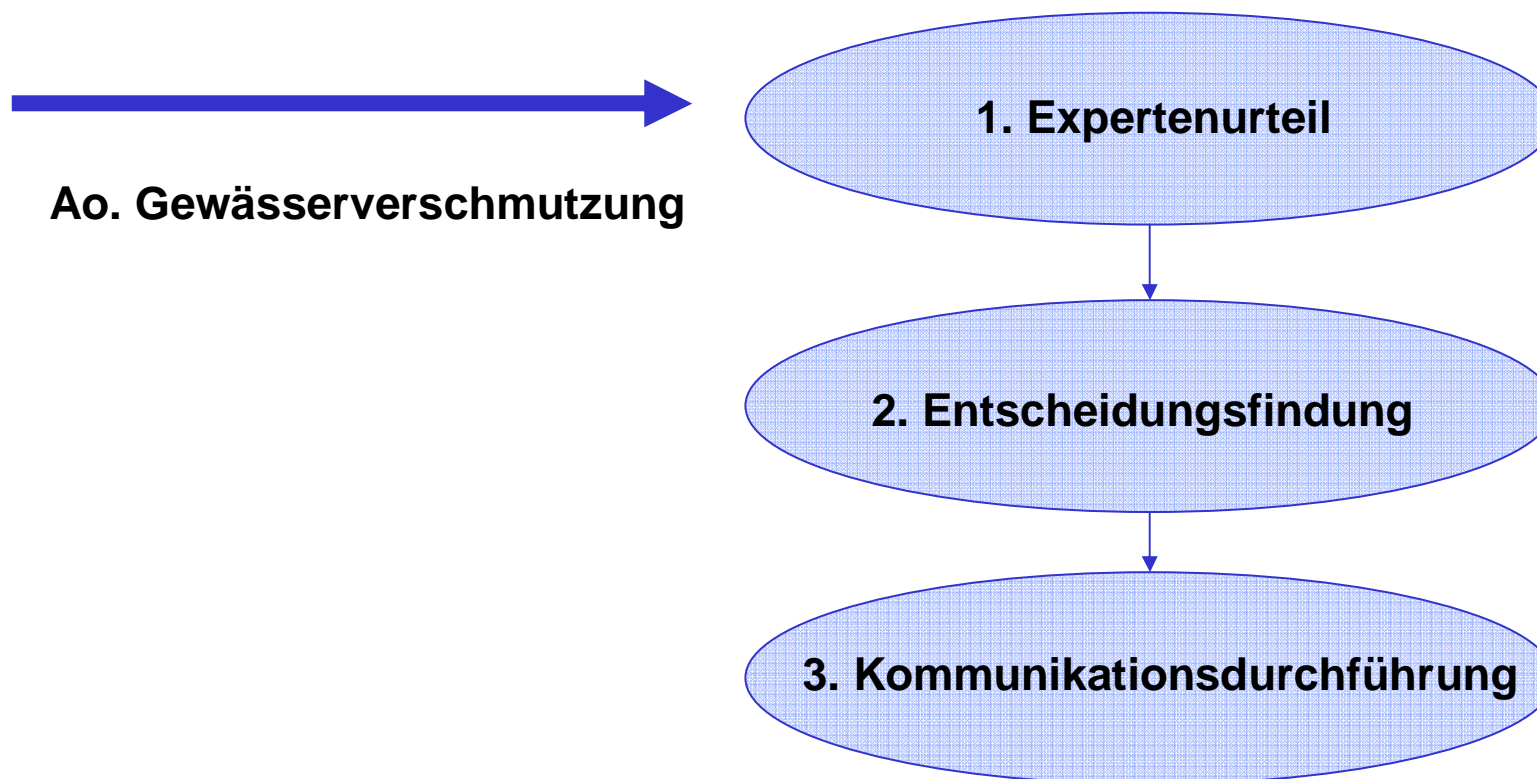 1. Expertenurteil
Ao. Gewässerverschmutzung
2. Entscheidungsfindung
3. Kommunikationsdurchführung